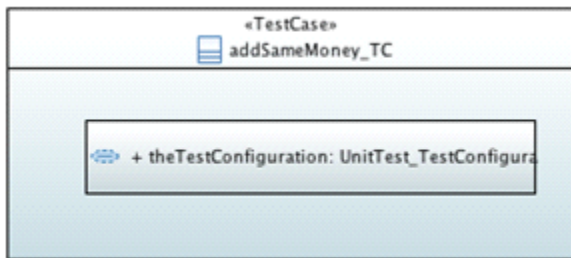 «TestCase»
addSameMoney_TC
+ theTestConfiguration: UnitTest_TestConfigura